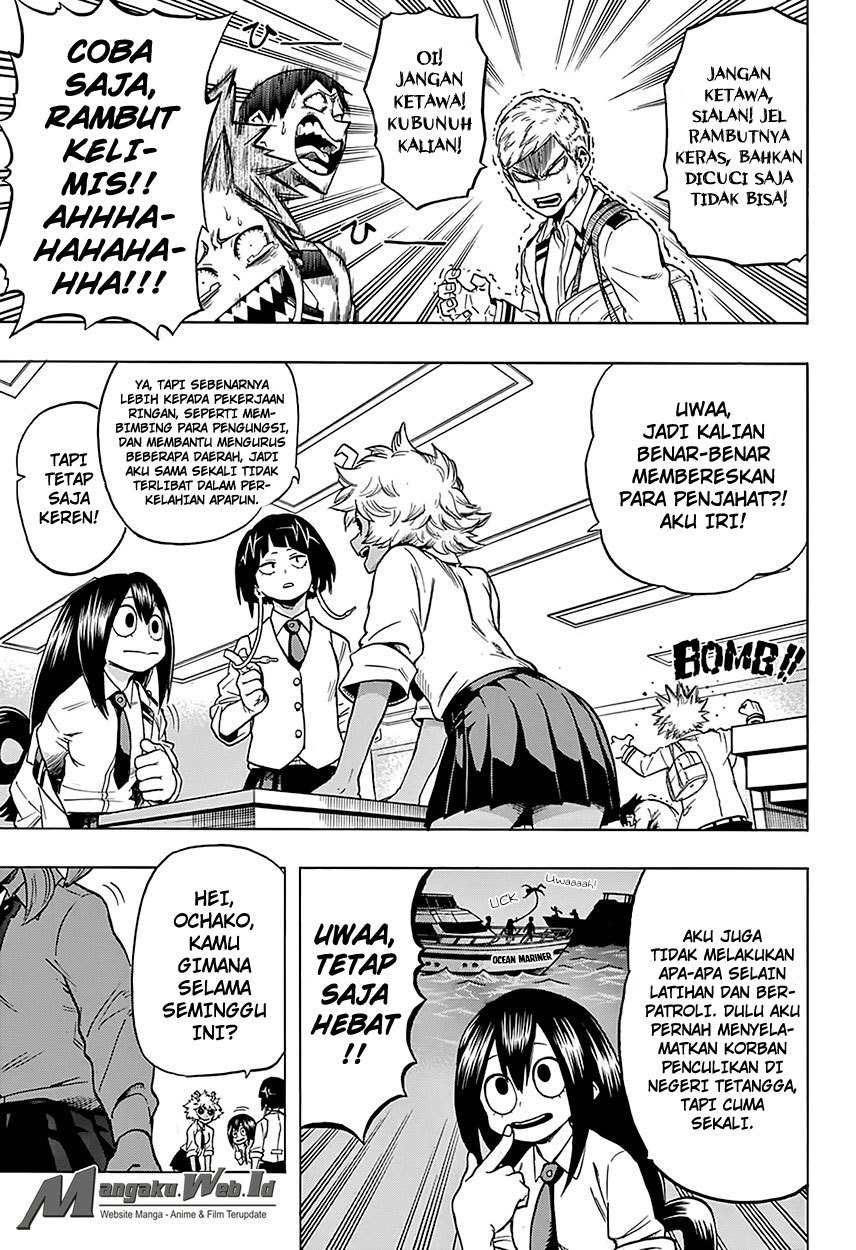 JANGAN
KETAWA,
SIALAN! JEL
RAMBUTNYA
KERAS, BAHKAN
DICUCI SAJA
TIDAK BISA!
OI!
JANGAN
KETAWA!
KUBUNUH
KALIAN!
COBA
SAJA,
RAMBUT
KELI-
MIS!!
AHHHA-
HAHAHA-
HHA!!!
ひ
ひ
UWAA,
JADI KALIAN
BENAR-BENAR
MEMBERESKAN
PARA PENJAHAT?!
AKU IRI!
YA, TAPI SEBENARNYA
LEBIH KEPADA PEKERJAAN
RINGAN, SEPERTI MEM-
BIMBING PARA PENGUNGSI,
DAN MEMBANTU MENGURUS
BEBERAPA DAERAH, JADI
AKU SAMA SEKALI TIDAK
TERLIBAT DALAM PER-
KELAHIAN APAPUN.
TAPI
TETAP
SAJA
KEREN!
BOMB!!
AKU JUGA
TIDAK MELAKUKAN
APA-APA SELAIN
LATIHAN DAN BER-
PATROLI. DULU AKU
PERNAH MENYELA-
MATKAN KORBAN
PENCULIKAN DI
NEGERI TETANGGA,
TAPI CUMA
SEKALI.
Uwaaaah!
LICK
OCEAN MARINER
UWAA,
TETAP
SAJA
HEBAT
!!
HEI,
OCHAKO,
KAMU
GIMANA
SELAMA
SEMINGGU
INI?
Mangaku.Web.Id
Website Manga - Anime & Film Terupdate